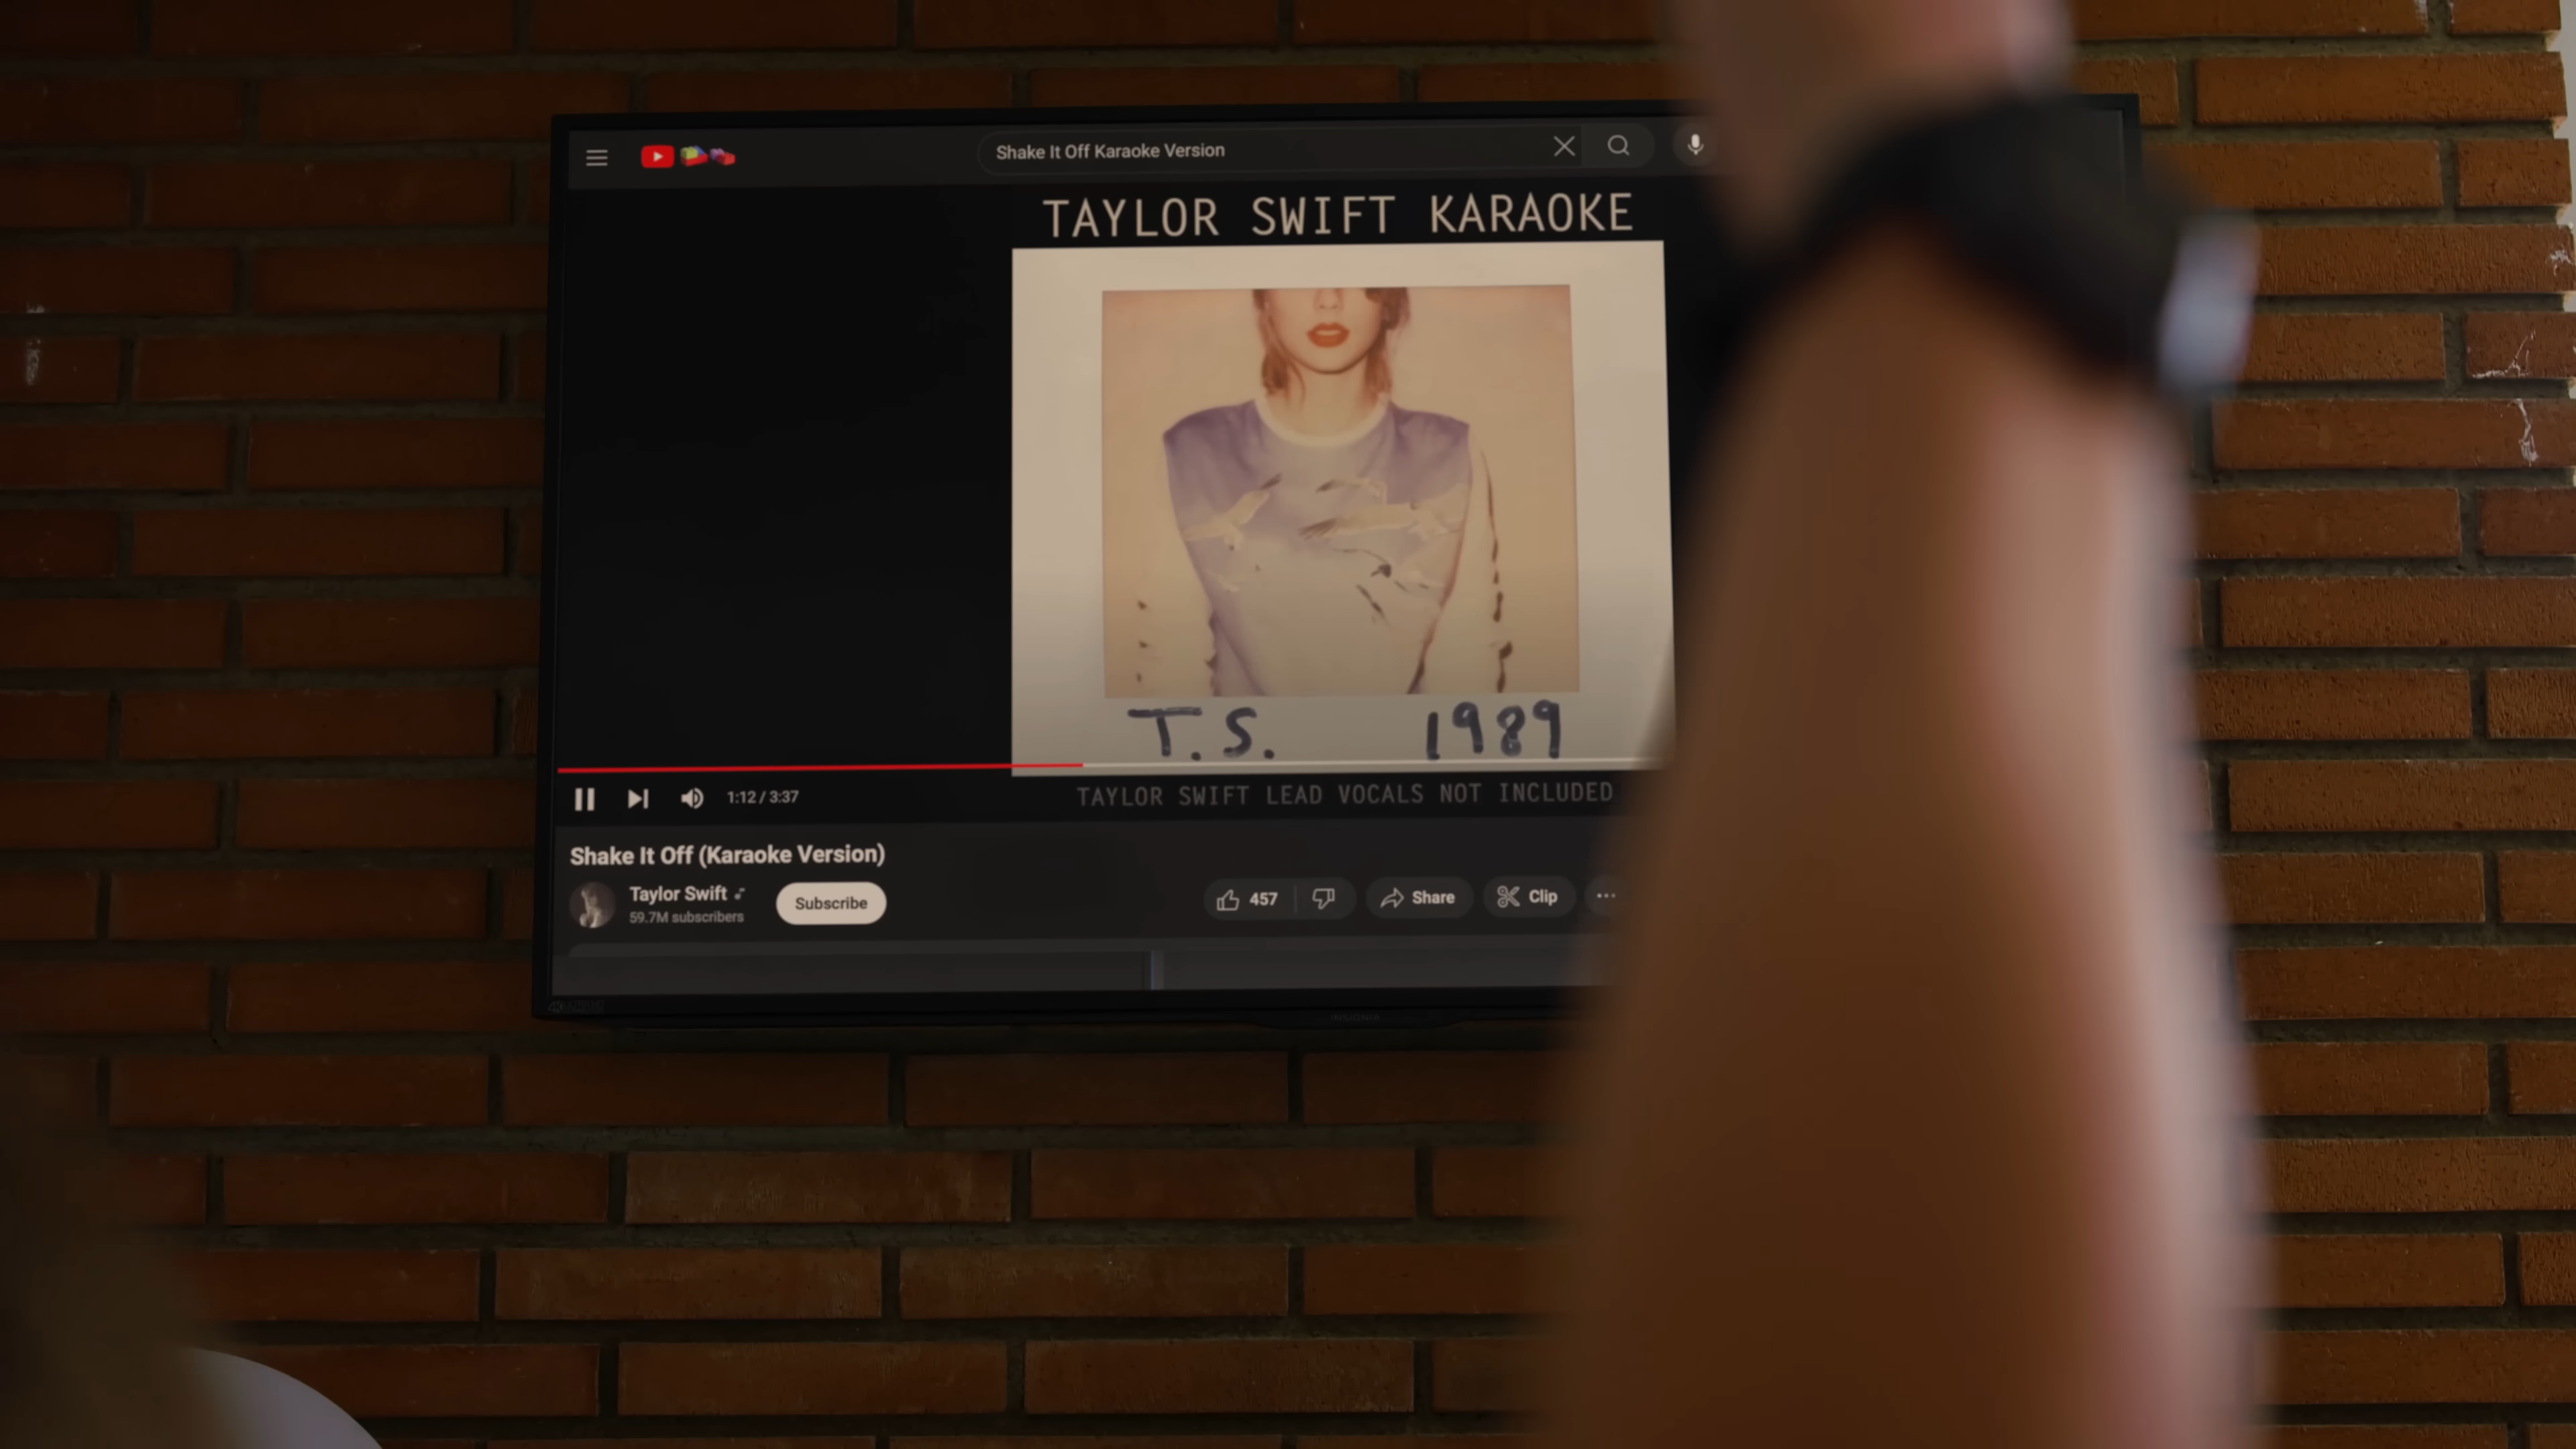 Shake It Off Karaoke Version
TAYLOR SWIFT KARAOKE
T.S. 1989
1:12 / 3:37
TAYLOR SWIFT LEAD VOCALS NOT INCLUDED
Shake It Off (Karaoke Version)
Taylor Swift
59.7M subscribers
Subscribe
457
Share
Clip
INSIGNIA